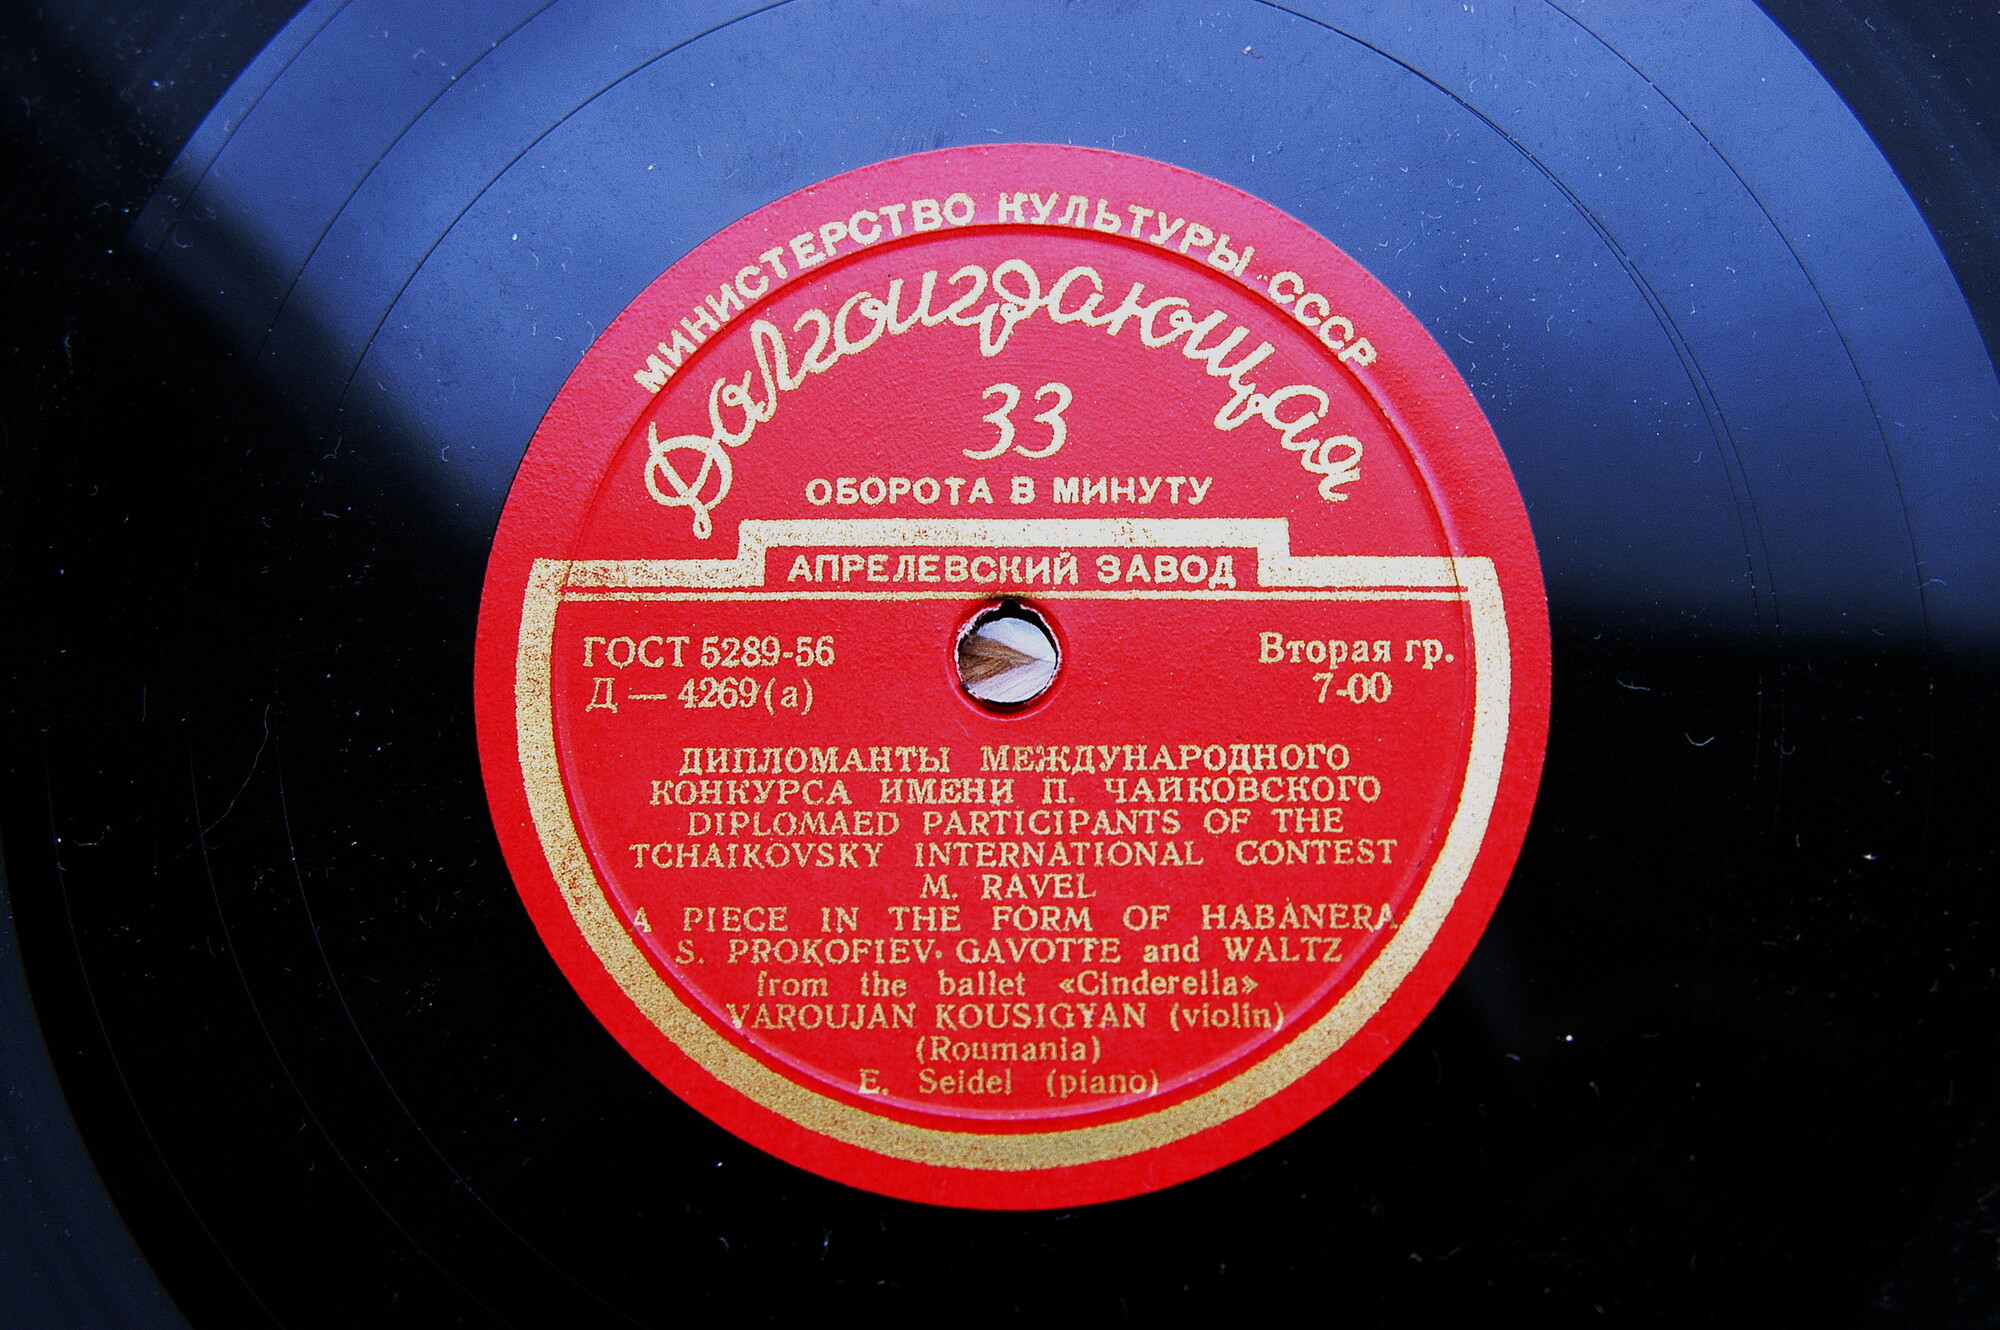 МИНИСТЕРСТВО КУЛЬТУРЫ СССР
Долгоиграющая
33
ОБОРОТА В МИНУТУ
АПРЕЛЕВСКИЙ ЗАВОД
ГОСТ 5289-56
Д — 4269(а)
Вторая гр.
7-00
ДИПЛОМАНТЫ МЕЖДУНАРОДНОГО
КОНКУРСА ИМЕНИ П. ЧАЙКОВСКОГО
DIPLOMAED PARTICIPANTS OF THE
TCHAIKOVSKY INTERNATIONAL CONTEST
M. RAVEL
A PIECE IN THE FORM OF HABANERA
S. PROKOFIEV· GAVOTTE and WALTZ
from the ballet «Cinderella»
VAROUJAN KOUSIGYAN (violin)
(Roumania)
E. Seidel (piano)